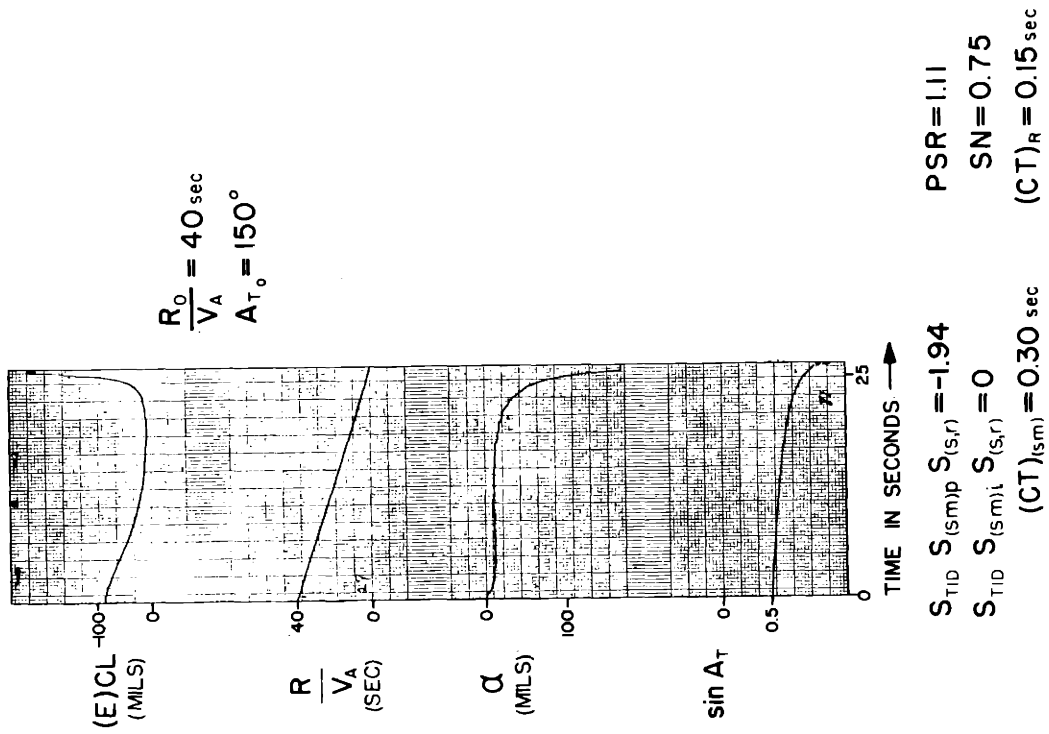 R₀ / V_A = 40 sec
A_T₀ = 150°
-100
(E)CL
(MILS)
0
40
R / V_A
(SEC)
0
0
α
(MILS)
100
sin A_T
0
0.5
0
25
TIME IN SECONDS →
S_TID S_(sm)p S_(s,r) = -1.94
S_TID S_(sm)i S_(s,r) = 0
(CT)_(sm) = 0.30 sec
PSR = 1.11
SN = 0.75
(CT)_R = 0.15 sec